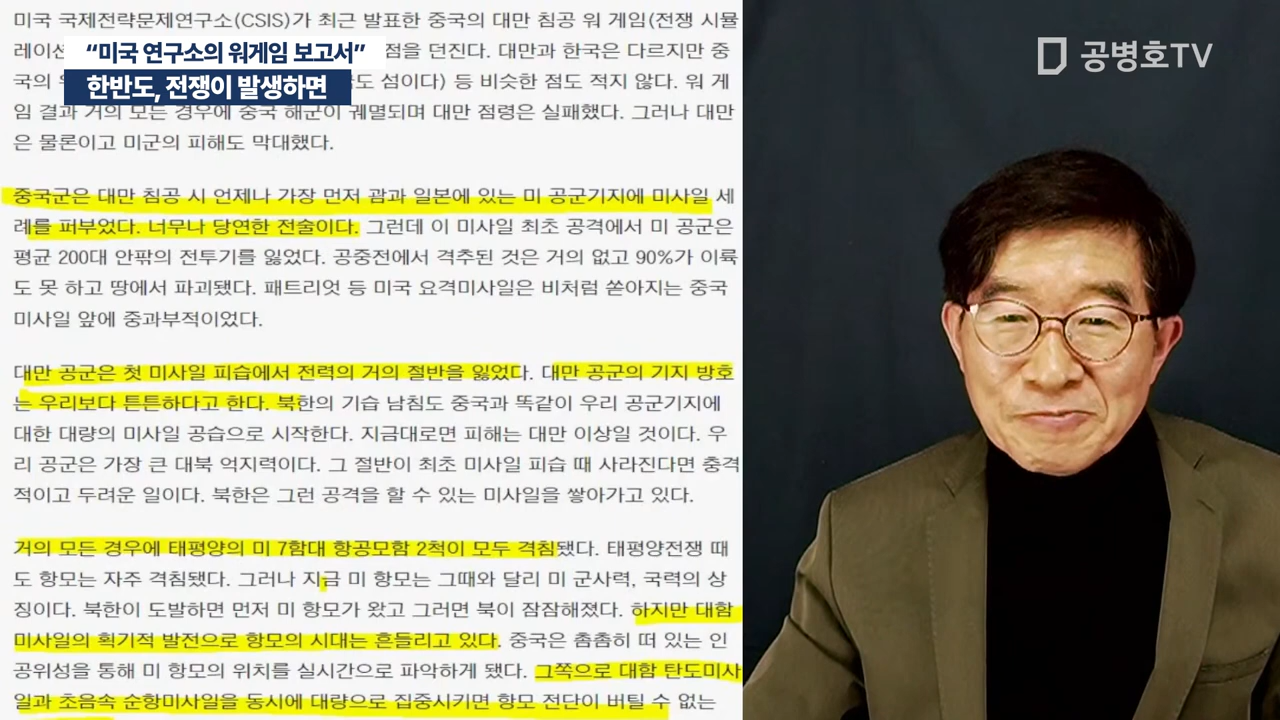 미국 국제전략문제연구소(CSIS)가 최근 발표한 중국의 대만 침공 워 게임(전쟁 시뮬
레이션 점을 던진다. 대만과 한국은 다르지만 중
국의 도 섬이다) 등 비슷한 점도 적지 않다. 워 게
임 결과 거의 모든 경우에 중국 해군이 궤멸되며 대만 점령은 실패했다. 그러나 대만
은 물론이고 미군의 피해도 막대했다.
“미국 연구소의 워게임 보고서”
한반도, 전쟁이 발생하면
공병호TV
중국군은 대만 침공 시 언제나 가장 먼저 괌과 일본에 있는 미 공군기지에 미사일 세
례를 퍼부었다. 너무나 당연한 전술이다. 그런데 이 미사일 최초 공격에서 미 공군은
평균 200대 안팎의 전투기를 잃었다. 공중전에서 격추된 것은 거의 없고 90%가 이륙
도 못 하고 땅에서 파괴됐다. 패트리엇 등 미국 요격미사일은 비처럼 쏟아지는 중국
미사일 앞에 중과부적이었다.
대만 공군은 첫 미사일 피습에서 전력의 거의 절반을 잃었다. 대만 공군의 기지 방호
는 우리보다 튼튼하다고 한다. 북한의 기습 남침도 중국과 똑같이 우리 공군기지에
대한 대량의 미사일 공습으로 시작한다. 지금대로면 피해는 대만 이상일 것이다. 우
리 공군은 가장 큰 대북 억지력이다. 그 절반이 최초 미사일 피습 때 사라진다면 충격
적이고 두려운 일이다. 북한은 그런 공격을 할 수 있는 미사일을 쌓아가고 있다.
거의 모든 경우에 태평양의 미 7함대 항공모함 2척이 모두 격침됐다. 태평양전쟁 때
도 항모는 자주 격침됐다. 그러나 지금 미 항모는 그때와 달리 미 군사력, 국력의 상
징이다. 북한이 도발하면 먼저 미 항모가 왔고 그러면 북이 잠잠해졌다. 하지만 대함
미사일의 획기적 발전으로 항모의 시대는 흔들리고 있다. 중국은 촘촘히 떠 있는 인
공위성을 통해 미 항모의 위치를 실시간으로 파악하게 됐다. 그쪽으로 대함 탄도미사
일과 초음속 순항미사일을 동시에 대량으로 집중시키면 항모 전단이 버틸 수 없는